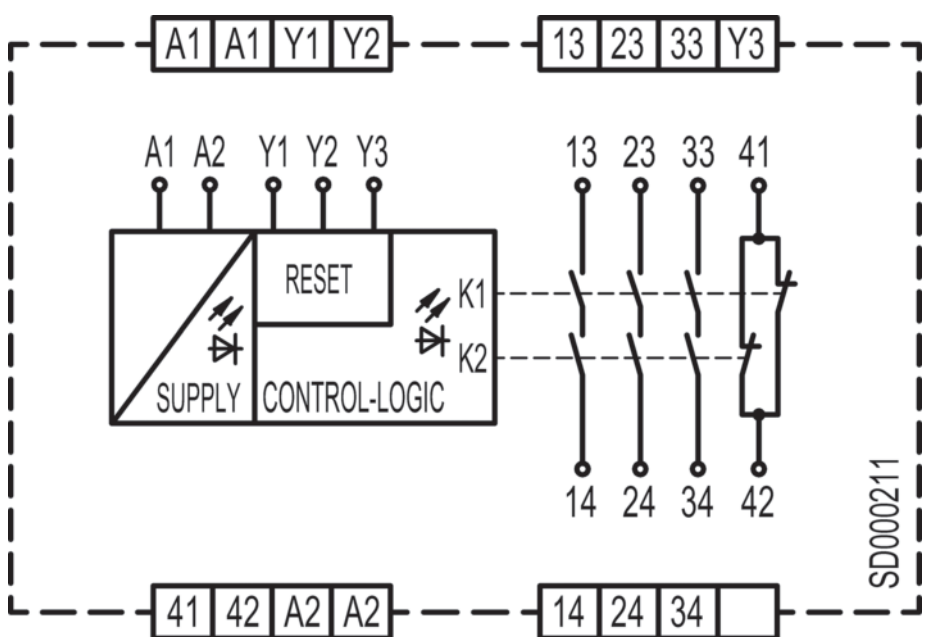 A1 A1 Y1 Y2 13 23 33 Y3
A1 A2 Y1 Y2 Y3 13 23 33 41
RESET
K1
K2
SUPPLY CONTROL-LOGIC
14 24 34 42
SD000211
41 42 A2 A2 14 24 34